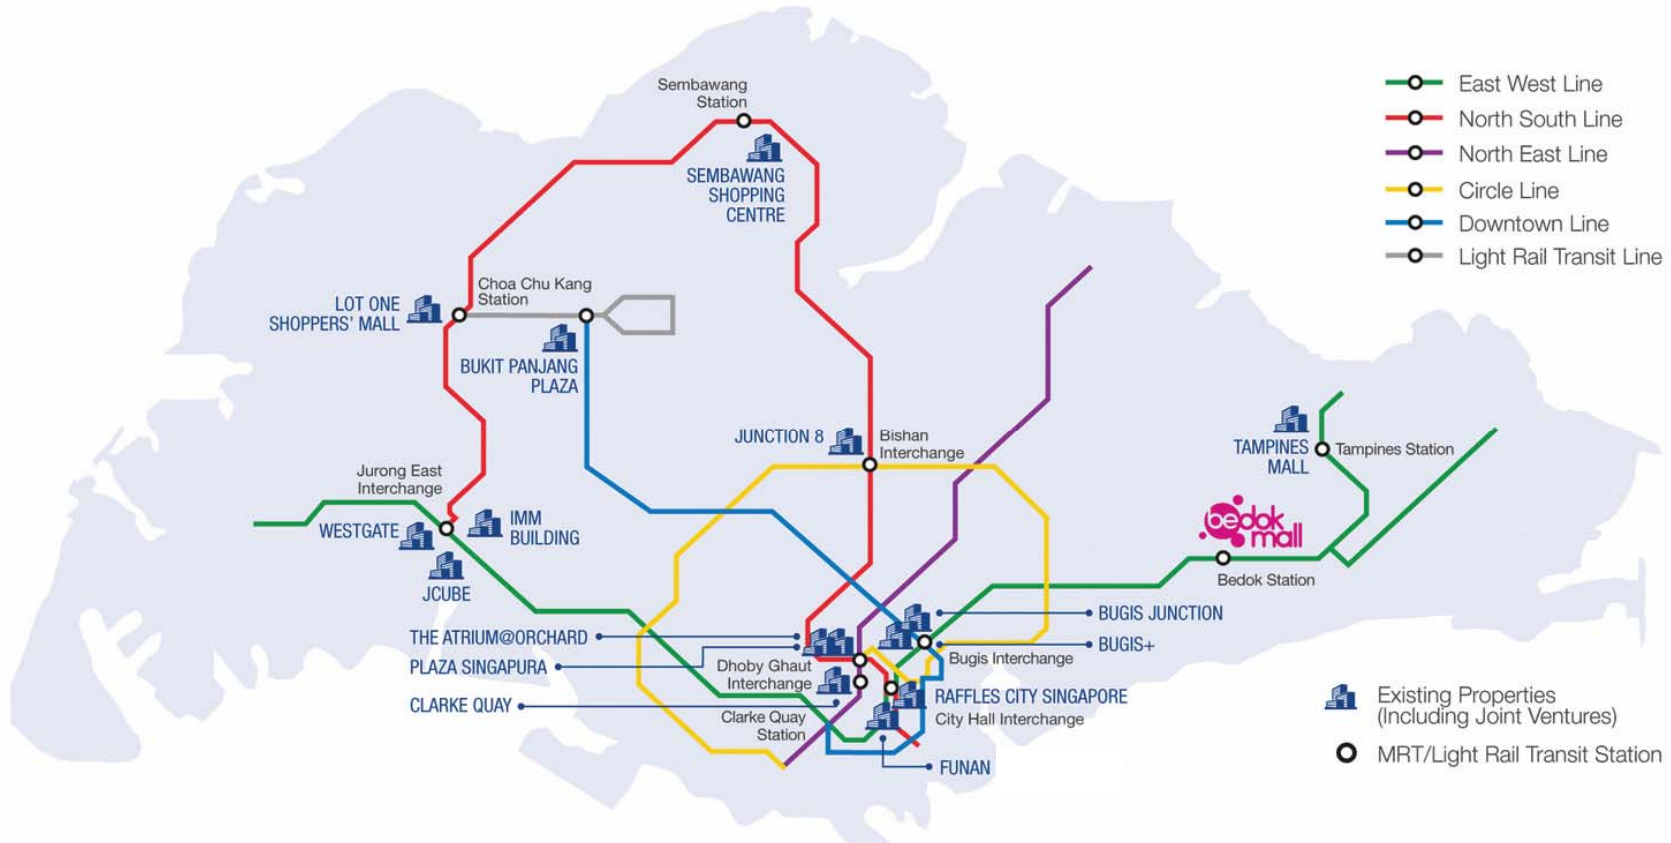 Sembawang
Station
SEMBAWANG
SHOPPING
CENTRE
East West Line
North South Line
North East Line
Circle Line
Downtown Line
Light Rail Transit Line
LOT ONE
SHOPPERS' MALL
Choa Chu Kang
Station
BUKIT PANJANG
PLAZA
JUNCTION 8
Bishan
Interchange
TAMPINES
MALL
Tampines Station
Jurong East
Interchange
WESTGATE
IMM
BUILDING
JCUBE
bedok
mall
Bedok Station
THE ATRIUM@ORCHARD
PLAZA SINGAPURA
CLARKE QUAY
Dhoby Ghaut
Interchange
Clarke Quay
Station
BUGIS JUNCTION
BUGIS+
Bugis Interchange
RAFFLES CITY SINGAPORE
City Hall Interchange
FUNAN
Existing Properties
(Including Joint Ventures)
MRT/Light Rail Transit Station